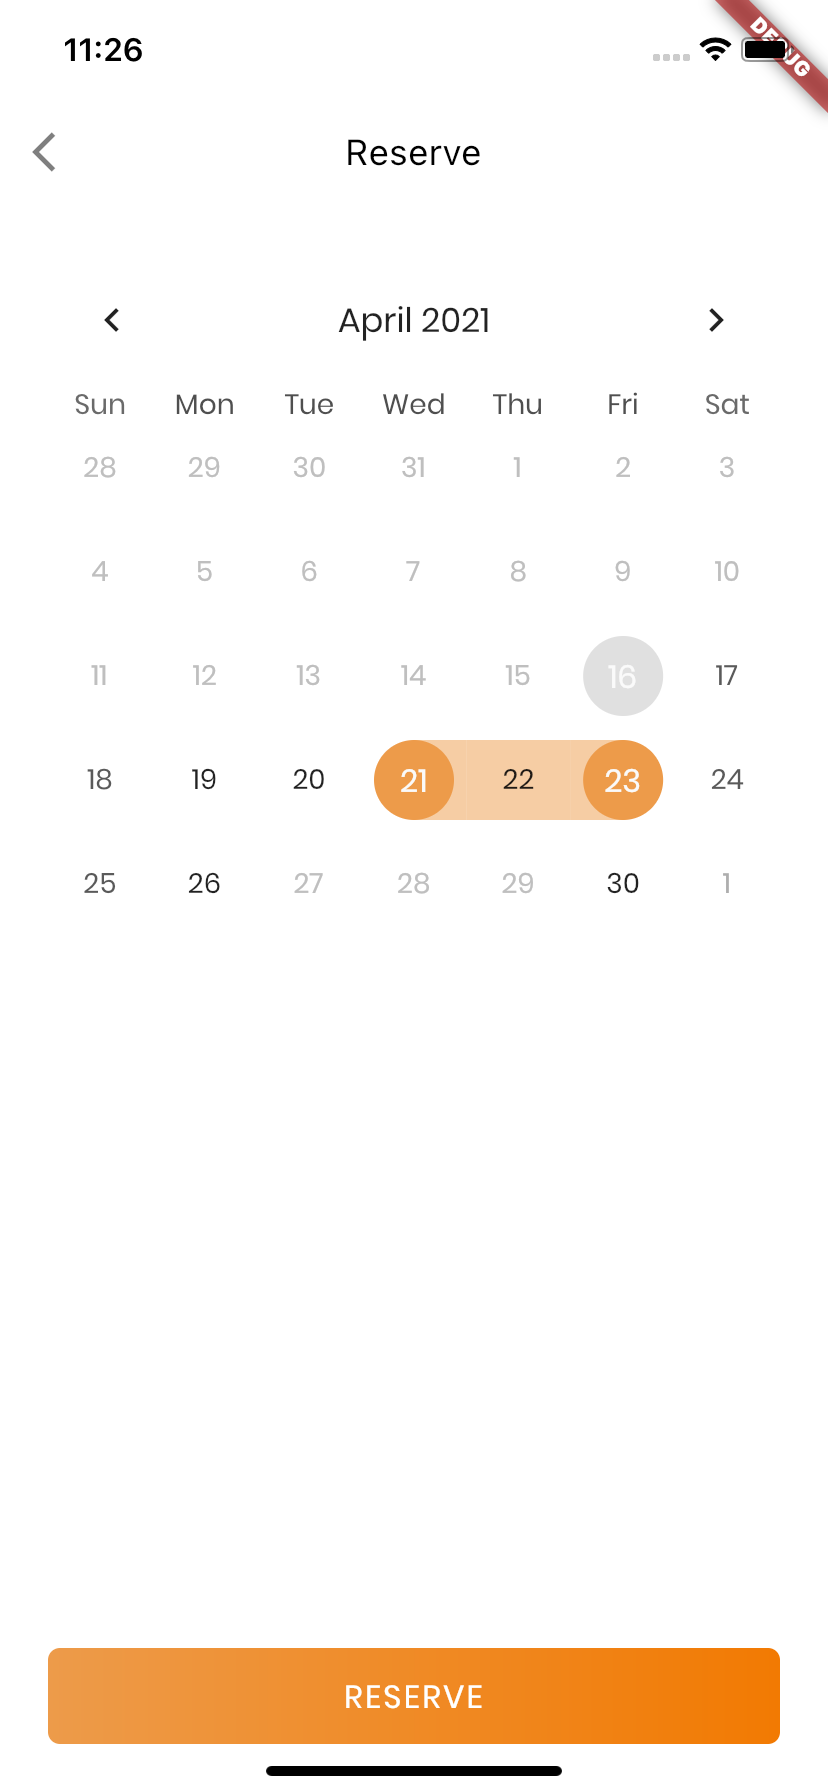 11:26
DEBUG
Reserve
April 2021
Sun Mon Tue Wed Thu Fri Sat
28 29 30 31 1 2 3
4 5 6 7 8 9 10
11 12 13 14 15 16 17
18 19 20 21 22 23 24
25 26 27 28 29 30 1
RESERVE